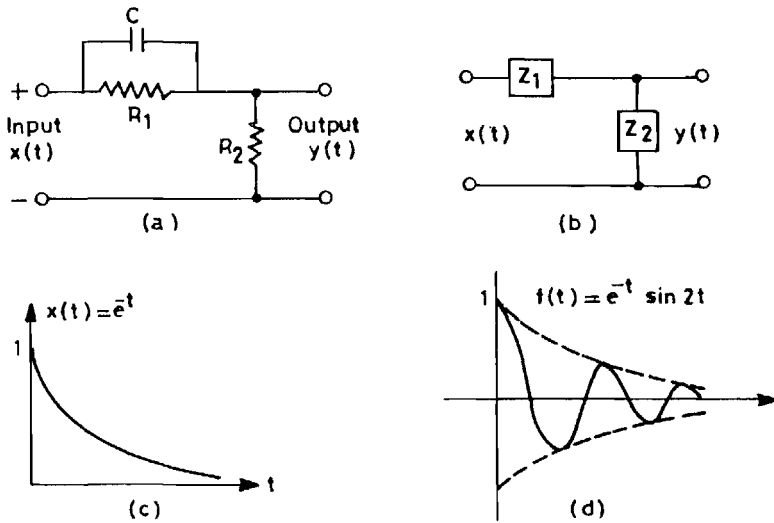 C
R₁
+
Input
x(t)
−
R₂
Output
y(t)
(a)
Z₁
x(t)
Z₂
y(t)
(b)
x(t) = e⁻ᵗ
1
t
(c)
f(t) = e⁻ᵗ sin 2t
1
(d)